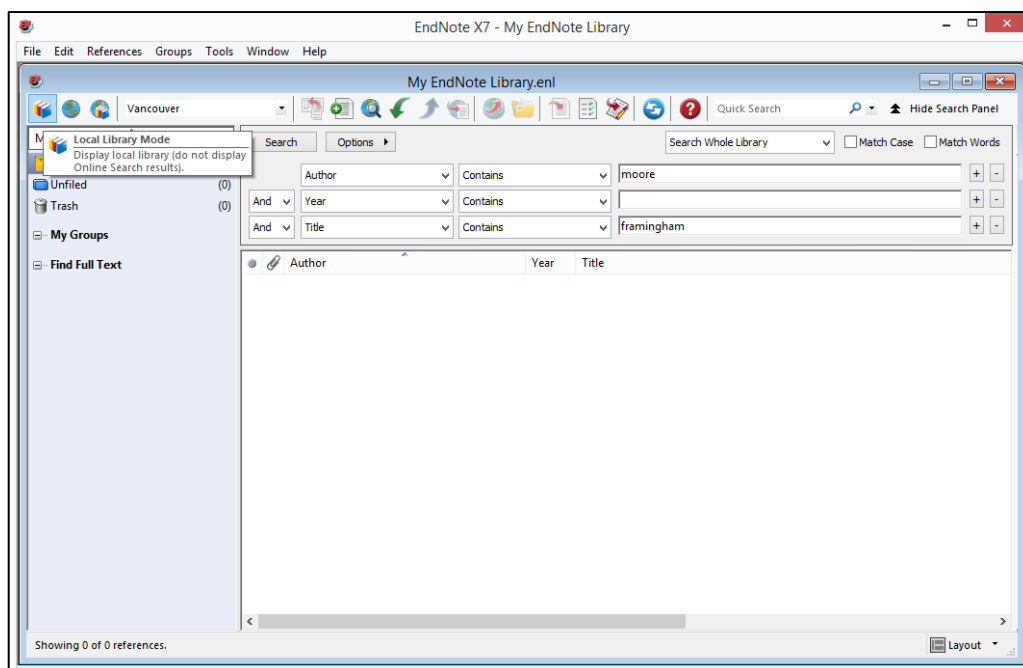 EndNote X7 - My EndNote Library
File Edit References Groups Tools Window Help
My EndNote Library.enl
Vancouver Quick Search Hide Search Panel
M
Local Library Mode
Display local library (do not display
Online Search results).
Search Options Search Whole Library Match Case Match Words
Author Contains moore + -
Unfiled (0)
And Year Contains + -
Trash (0)
And Title Contains framingham + -
My Groups
Find Full Text
Author Year Title
Showing 0 of 0 references.
Layout